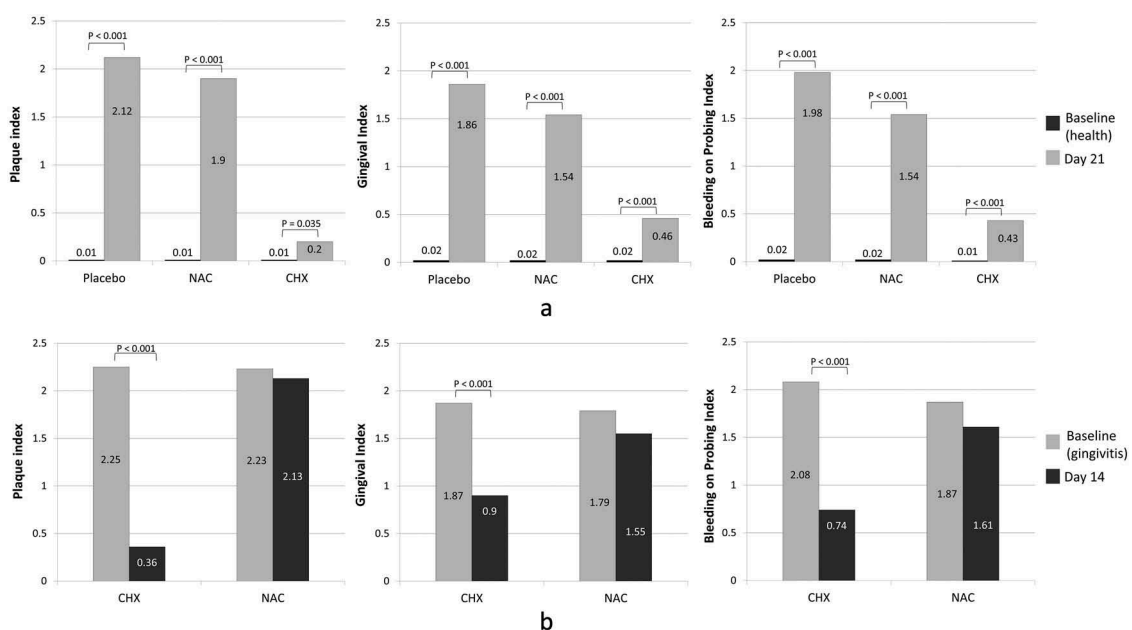 Plaque index
2.5
2
1.5
1
0.5
0
P < 0.001
P < 0.001
P = 0.035
0.01
2.12
0.01
1.9
0.01
0.2
Placebo
NAC
CHX
Gingival Index
2.5
2
1.5
1
0.5
0
P < 0.001
P < 0.001
P < 0.001
0.02
1.86
0.02
1.54
0.02
0.46
Placebo
NAC
CHX
Bleeding on Probing Index
2.5
2
1.5
1
0.5
0
P < 0.001
P < 0.001
P < 0.001
0.02
1.98
0.02
1.54
0.01
0.43
Placebo
NAC
CHX
Baseline
(health)
Day 21
a
Plaque index
2.5
2
1.5
1
0.5
0
P < 0.001
2.25
0.36
2.23
2.13
CHX
NAC
Gingival Index
2.5
2
1.5
1
0.5
0
P < 0.001
1.87
0.9
1.79
1.55
CHX
NAC
Bleeding on Probing Index
2.5
2
1.5
1
0.5
0
P < 0.001
2.08
0.74
1.87
1.61
CHX
NAC
Baseline
(gingivitis)
Day 14
b